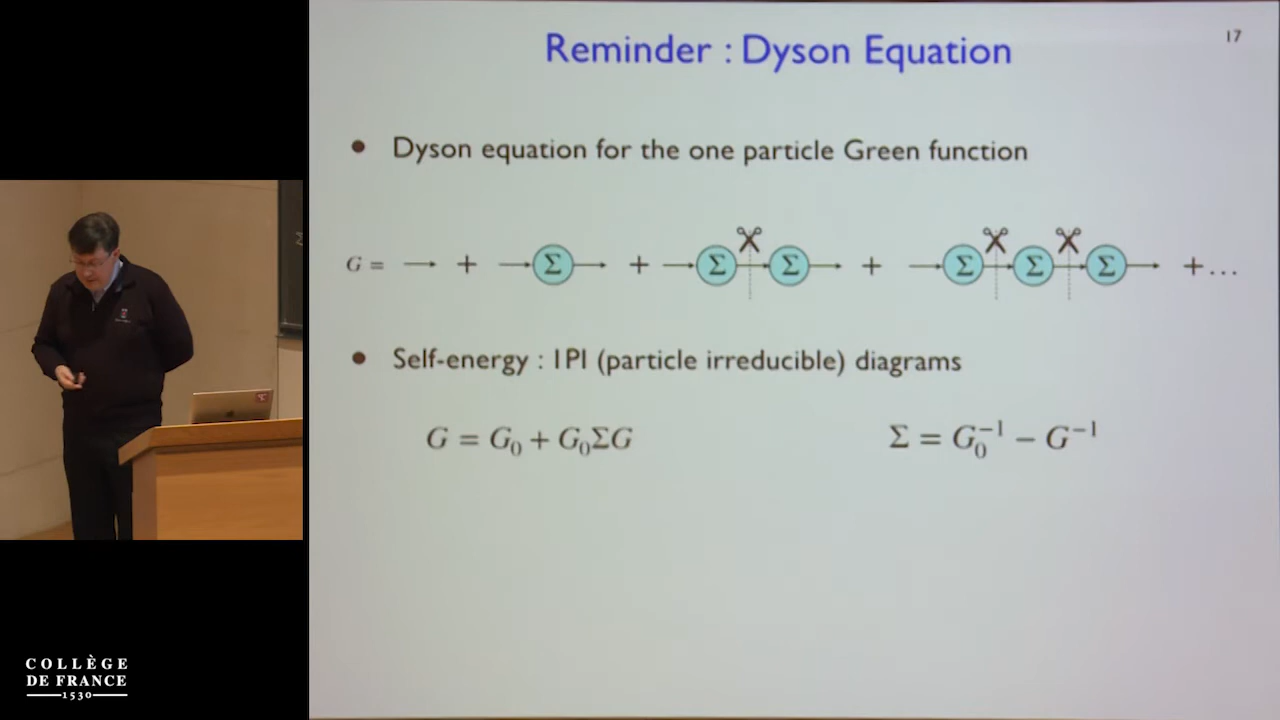 Reminder : Dyson Equation
17
• Dyson equation for the one particle Green function
G = → + → Σ → + → Σ → Σ → + → Σ → Σ → Σ → + …
• Self-energy : 1PI (particle irreducible) diagrams
G = G₀ + G₀ΣG
Σ = G₀⁻¹ − G⁻¹
COLLÈGE
DE FRANCE
1530